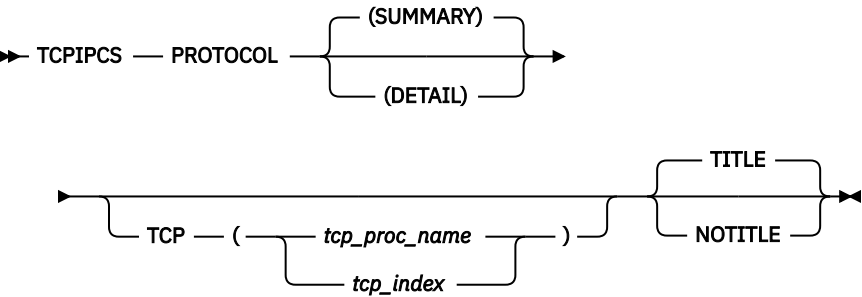 (SUMMARY)
TCPIPCS PROTOCOL
(DETAIL)
TITLE
TCP ( tcp_proc_name ) NOTITLE
tcp_index